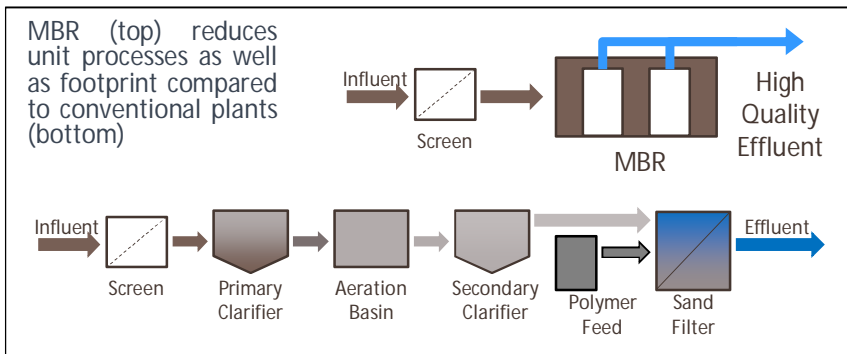 MBR (top) reduces
unit processes as well
as footprint compared
to conventional plants
(bottom)
Influent
Screen
MBR
High
Quality
Effluent
Influent
Screen
Primary
Clarifier
Aeration
Basin
Secondary
Clarifier
Polymer
Feed
Sand
Filter
Effluent